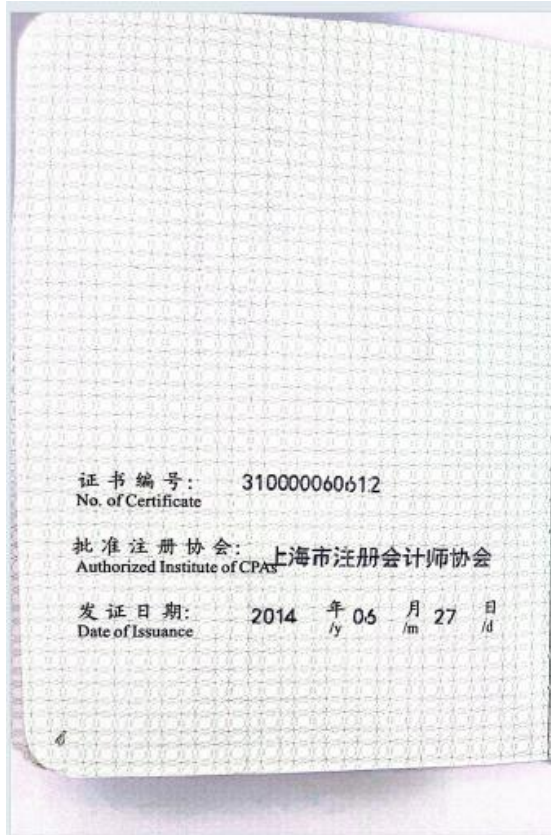 证书编号: 310000060612
No. of Certificate
批准注册协会: 上海市注册会计师协会
Authorized Institute of CPAs
发证日期: 2014 年 06 月 27 日
Date of Issuance /y /m /d
6